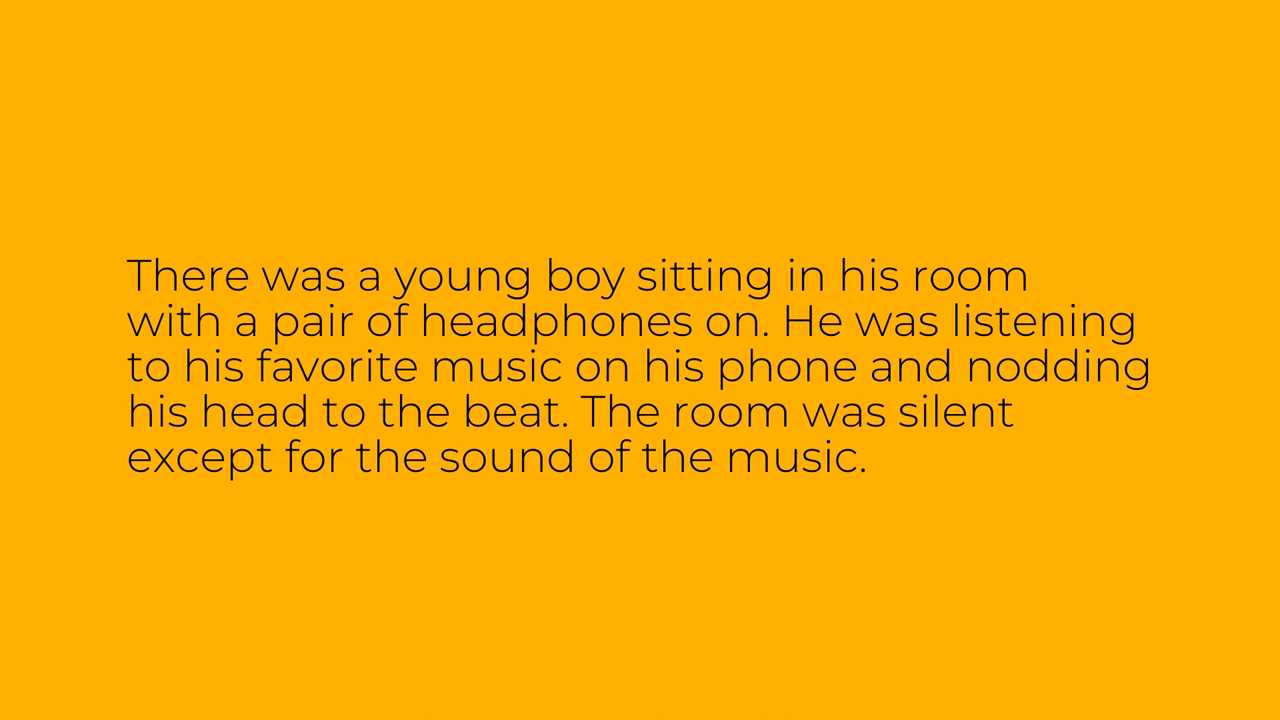 There was a young boy sitting in his room
with a pair of headphones on. He was listening
to his favorite music on his phone and nodding
his head to the beat. The room was silent
except for the sound of the music.